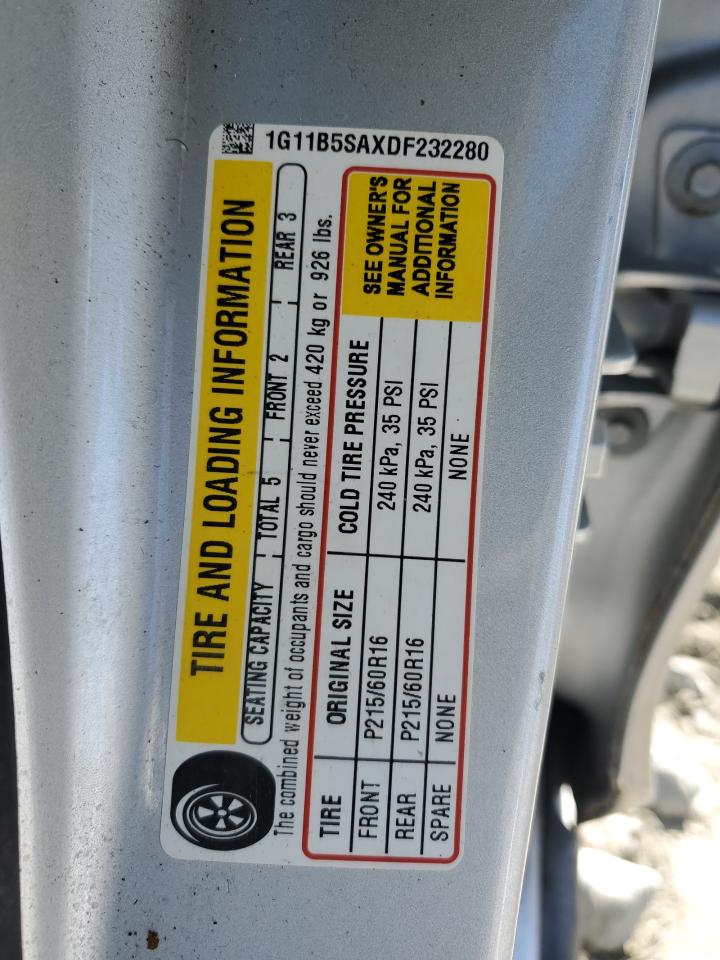 1G11B5SAXDF232280
TIRE AND LOADING INFORMATION
SEATING CAPACITY TOTAL 5 FRONT 2 REAR 3
The combined weight of occupants and cargo should never exceed 420 kg or 926 lbs.
TIRE ORIGINAL SIZE COLD TIRE PRESSURE
FRONT P215/60R16 240 kPa, 35 PSI
REAR P215/60R16 240 kPa, 35 PSI
SPARE NONE NONE
SEE OWNER'S
MANUAL FOR
ADDITIONAL
INFORMATION